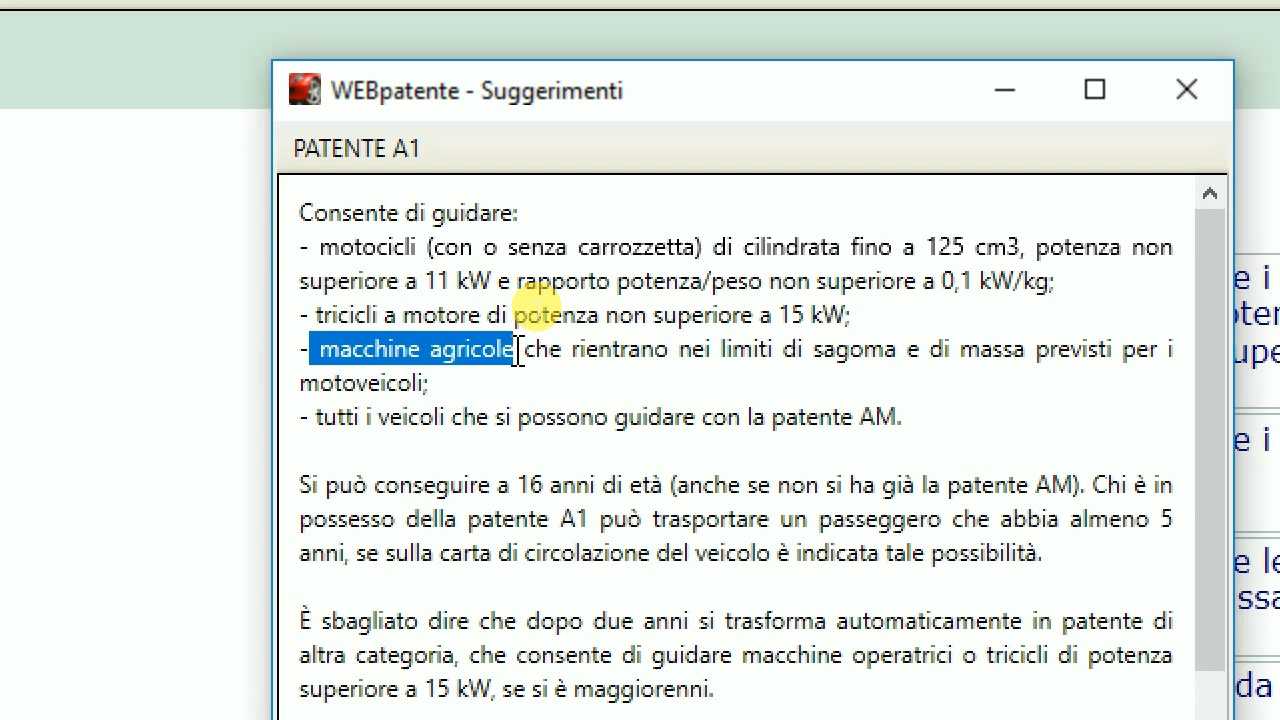 WEBpatente - Suggerimenti
PATENTE A1
Consente di guidare:
- motocicli (con o senza carrozzetta) di cilindrata fino a 125 cm3, potenza non
superiore a 11 kW e rapporto potenza/peso non superiore a 0,1 kW/kg;
- tricicli a motore di potenza non superiore a 15 kW;
- macchine agricole che rientrano nei limiti di sagoma e di massa previsti per i
motoveicoli;
- tutti i veicoli che si possono guidare con la patente AM.
Si può conseguire a 16 anni di età (anche se non si ha già la patente AM). Chi è in
possesso della patente A1 può trasportare un passeggero che abbia almeno 5
anni, se sulla carta di circolazione del veicolo è indicata tale possibilità.
È sbagliato dire che dopo due anni si trasforma automaticamente in patente di
altra categoria, che consente di guidare macchine operatrici o tricicli di potenza
superiore a 15 kW, se si è maggiorenni.